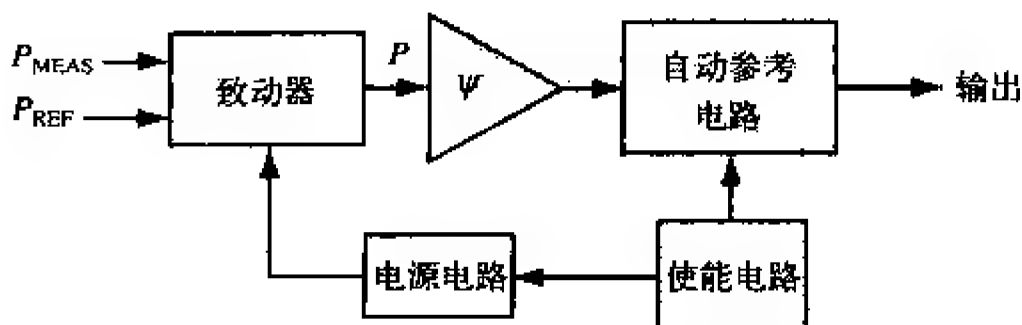 P_MEAS
P_REF
致动器
P
Ψ
自动参考
电路
输出
电源电路
使能电路